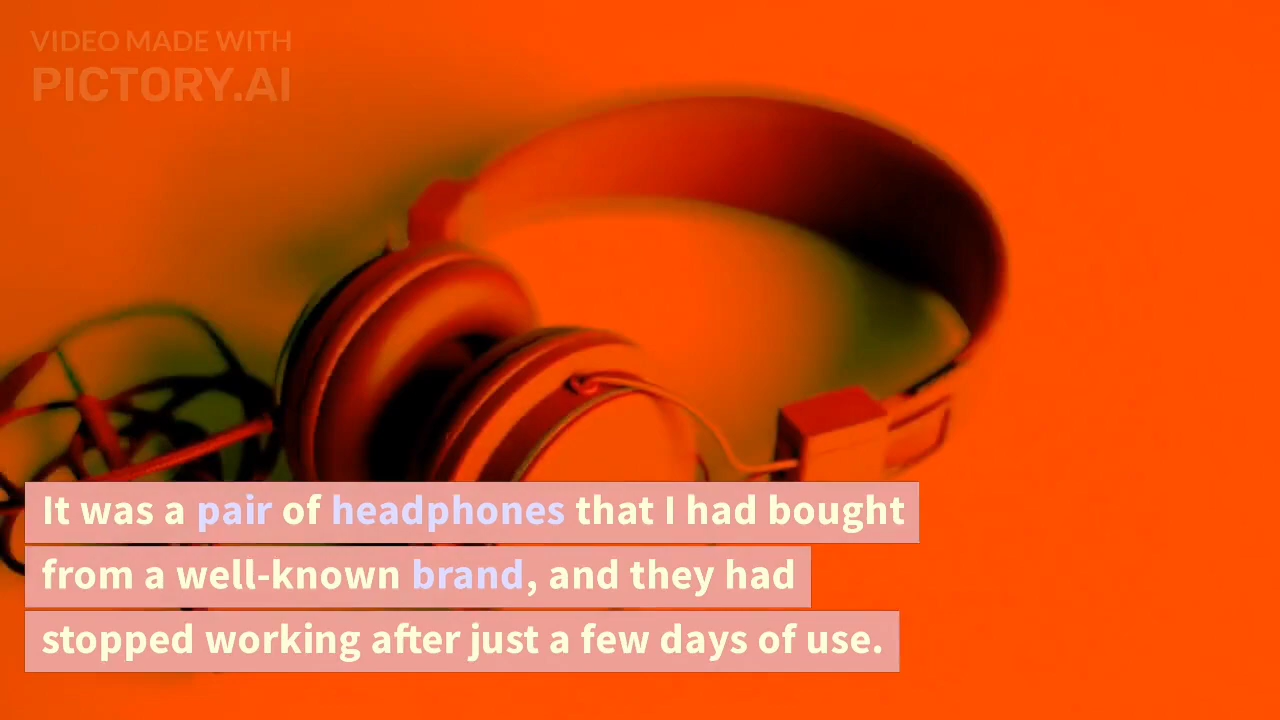 VIDEO MADE WITH
PICTORY.AI
It was a pair of headphones that I had bought
from a well-known brand, and they had
stopped working after just a few days of use.